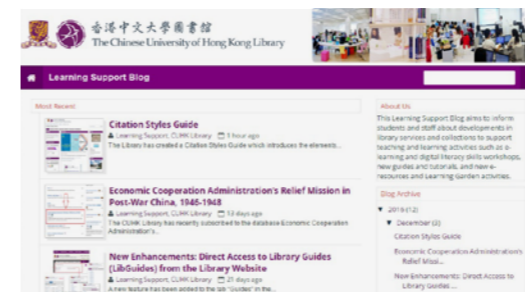 香港中文大學圖書館
The Chinese University of Hong Kong Library
Learning Support Blog
Most Recent
Citation Styles Guide
Learning Support, CUHK Library 1 hour ago
The Library has created a Citation Styles Guide which introduces the elements...
Economic Cooperation Administration's Relief Mission in
Post-War China, 1946-1948
Learning Support, CUHK Library 13 days ago
The CUHK Library has recently subscribed to the database Economic Cooperation
Administration's...
New Enhancements: Direct Access to Library Guides
(LibGuides) from the Library Website
Learning Support, CUHK Library 21 days ago
A new feature has been added to the tab "Guides" in the...
About Us
This Learning Support Blog aims to inform
students and staff about developments in
library services and collections to support
teaching and learning activities such as e-
learning and digital literacy skills workshops,
new guides and tutorials, and new e-
resources and Learning Garden activities.
Blog Archive
▼ 2019 (12)
▼ December (3)
Citation Styles Guide
Economic Cooperation Administration's
Relief Missi...
New Enhancements: Direct Access to
Library Guides ...